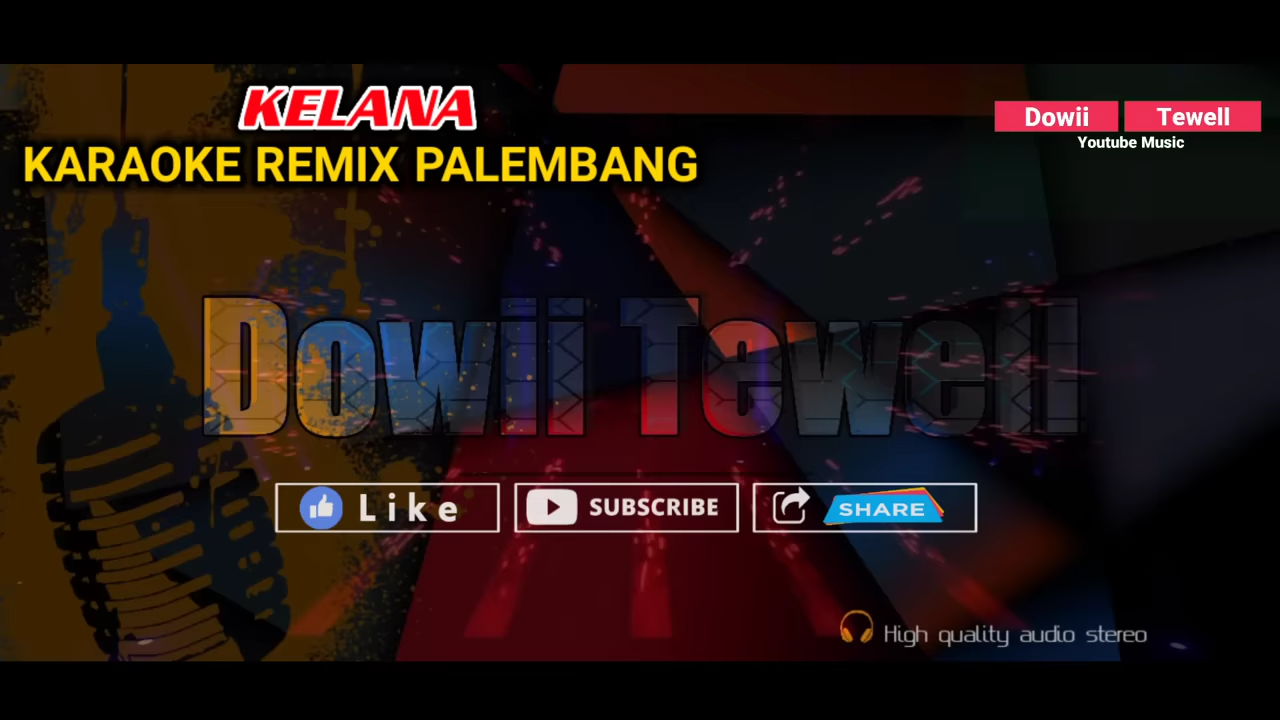 KELANA
KARAOKE REMIX PALEMBANG
Dowii Tewell
Youtube Music
Dowii Tewell
Like
SUBSCRIBE
SHARE
High quality audio stereo